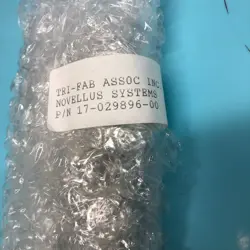 TRI-FAB ASSOC INC
NOVELLUS SYSTEMS
P/N 17-029896-00